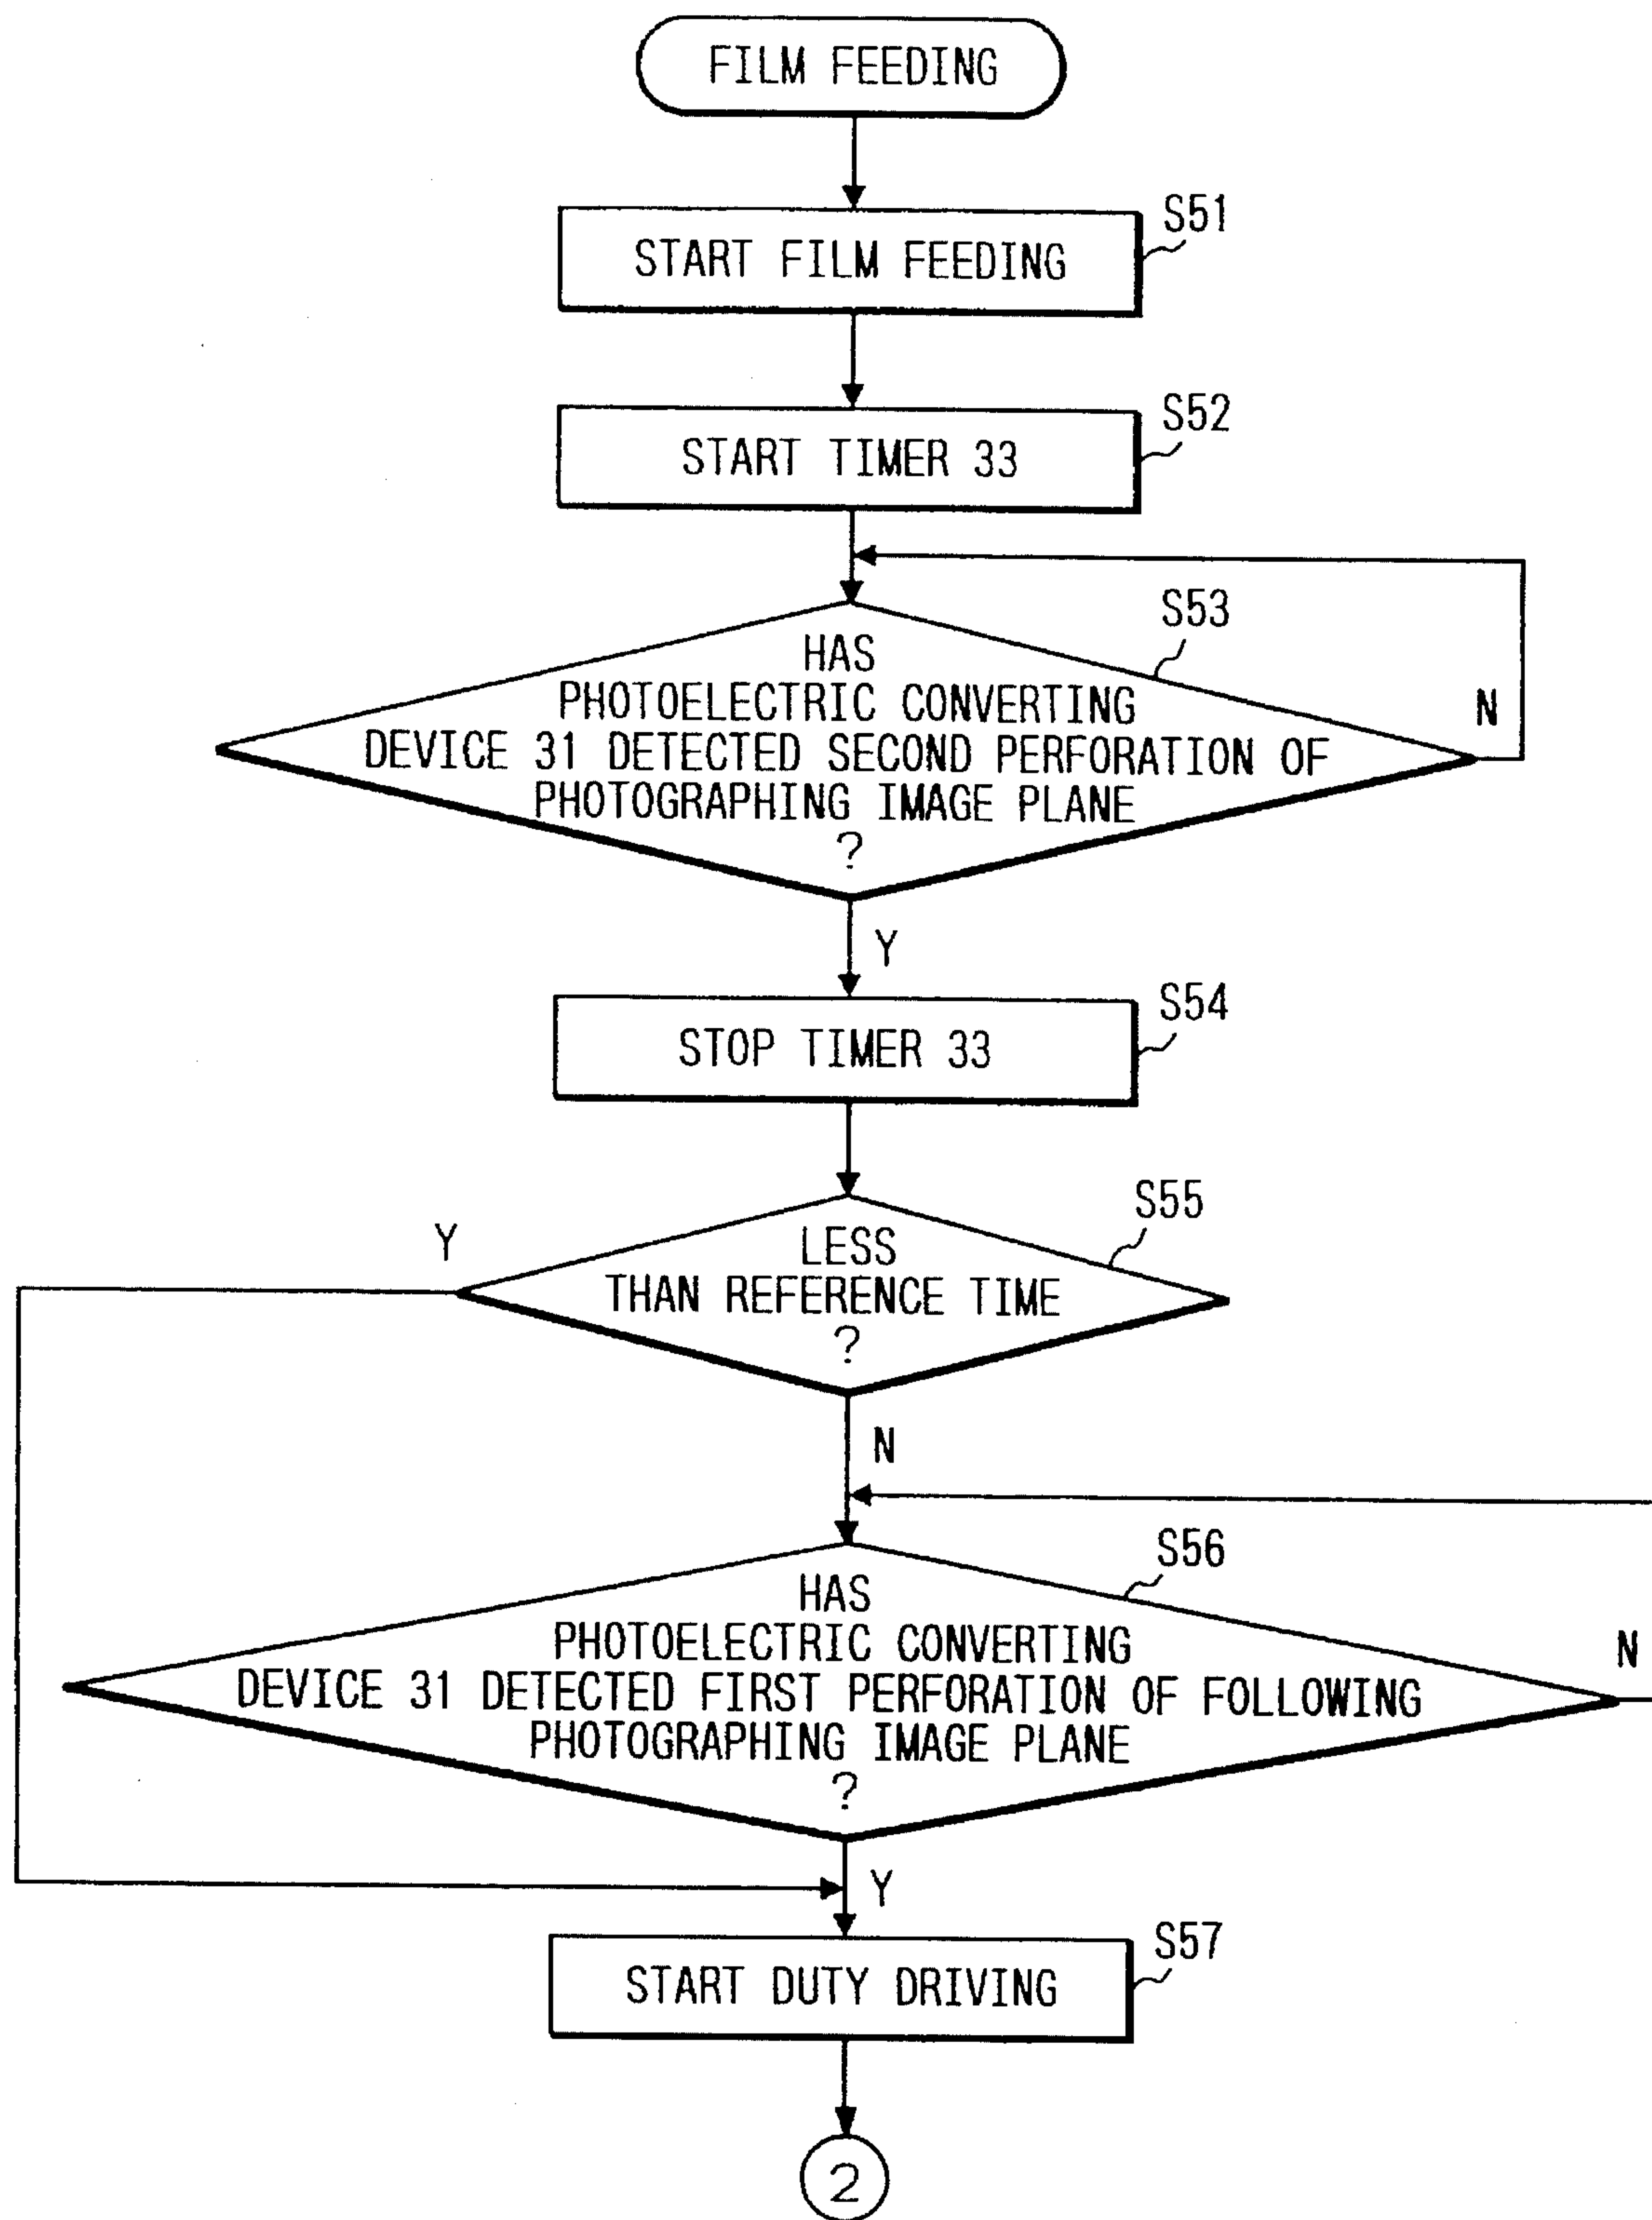 FILM FEEDING
S51
START FILM FEEDING
S52
START TIMER 33
S53
HAS
PHOTOELECTRIC CONVERTING
DEVICE 31 DETECTED SECOND PERFORATION OF
PHOTOGRAPHING IMAGE PLANE
?
N
Y
S54
STOP TIMER 33
S55
Y
LESS
THAN REFERENCE TIME
?
N
S56
HAS
PHOTOELECTRIC CONVERTING
DEVICE 31 DETECTED FIRST PERFORATION OF FOLLOWING
PHOTOGRAPHING IMAGE PLANE
?
N
Y
S57
START DUTY DRIVING
2